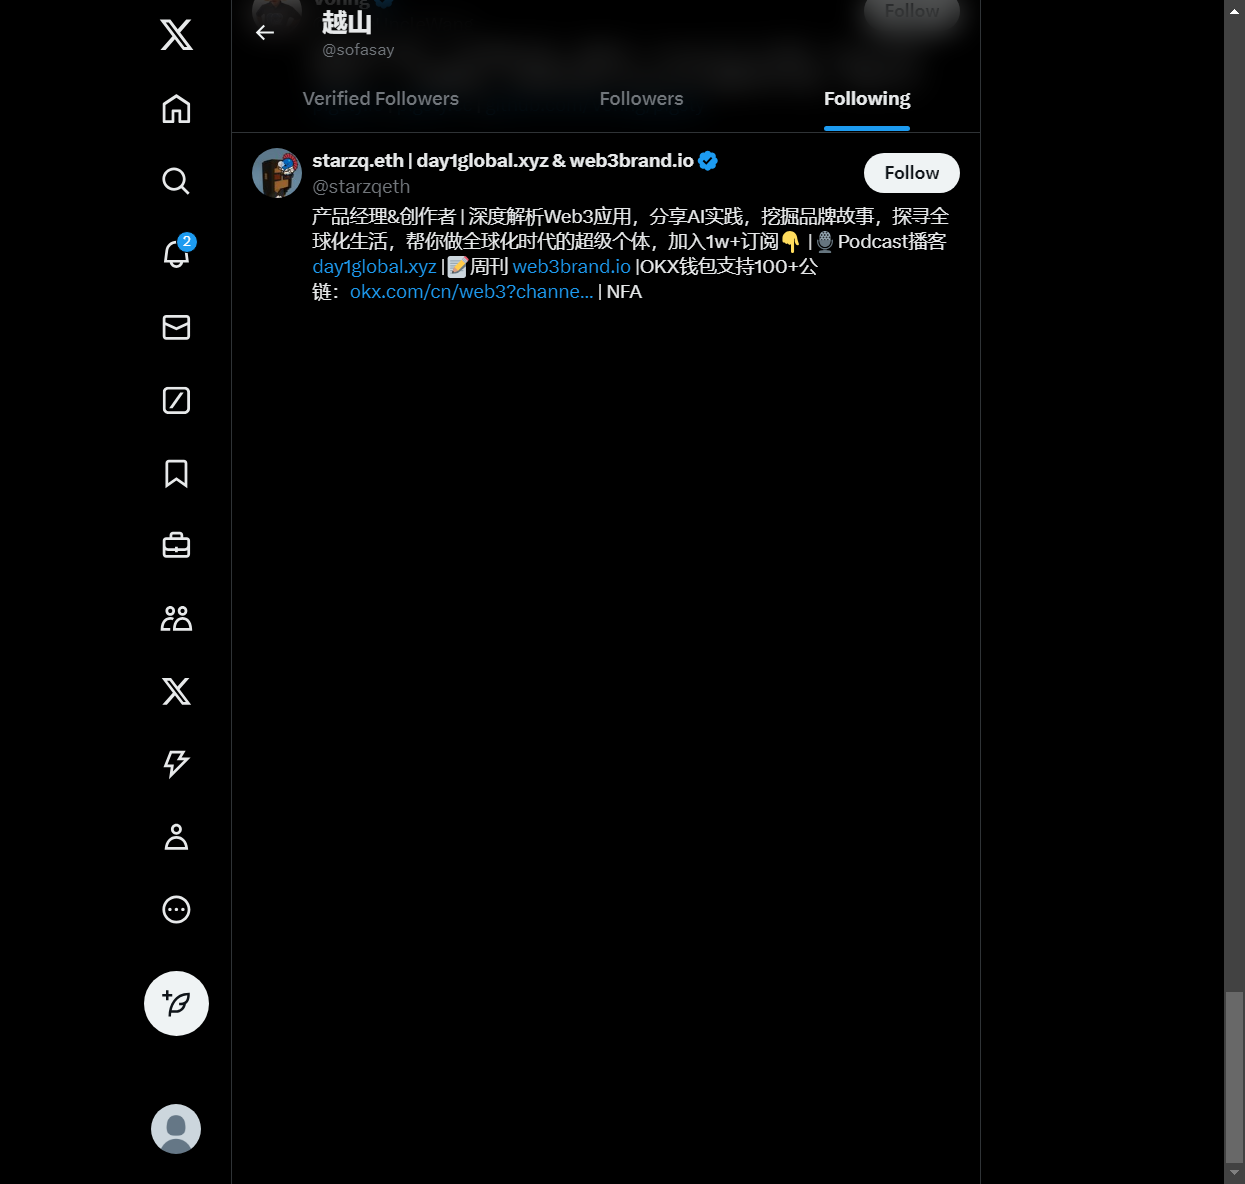 越山
@sofasay
Follow
Verified Followers
Followers
Following
starzq.eth | day1global.xyz & web3brand.io
@starzqeth
Follow
产品经理&创作者 | 深度解析Web3应用，分享AI实践，挖掘品牌故事，探寻全
球化生活，帮你做全球化时代的超级个体，加入1w+订阅👇 |🎙️Podcast播客
day1global.xyz |📝周刊 web3brand.io |OKX钱包支持100+公
链：okx.com/cn/web3?channe... | NFA
2